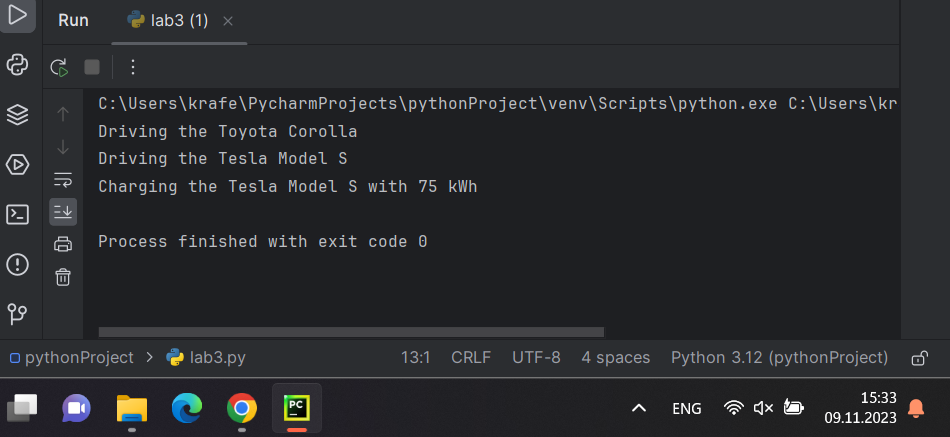 Run lab3 (1)
C:\Users\krafe\PycharmProjects\pythonProject\venv\Scripts\python.exe C:\Users\kr
Driving the Toyota Corolla
Driving the Tesla Model S
Charging the Tesla Model S with 75 kWh
Process finished with exit code 0
pythonProject > lab3.py 13:1 CRLF UTF-8 4 spaces Python 3.12 (pythonProject)
PC ENG 15:33
09.11.2023